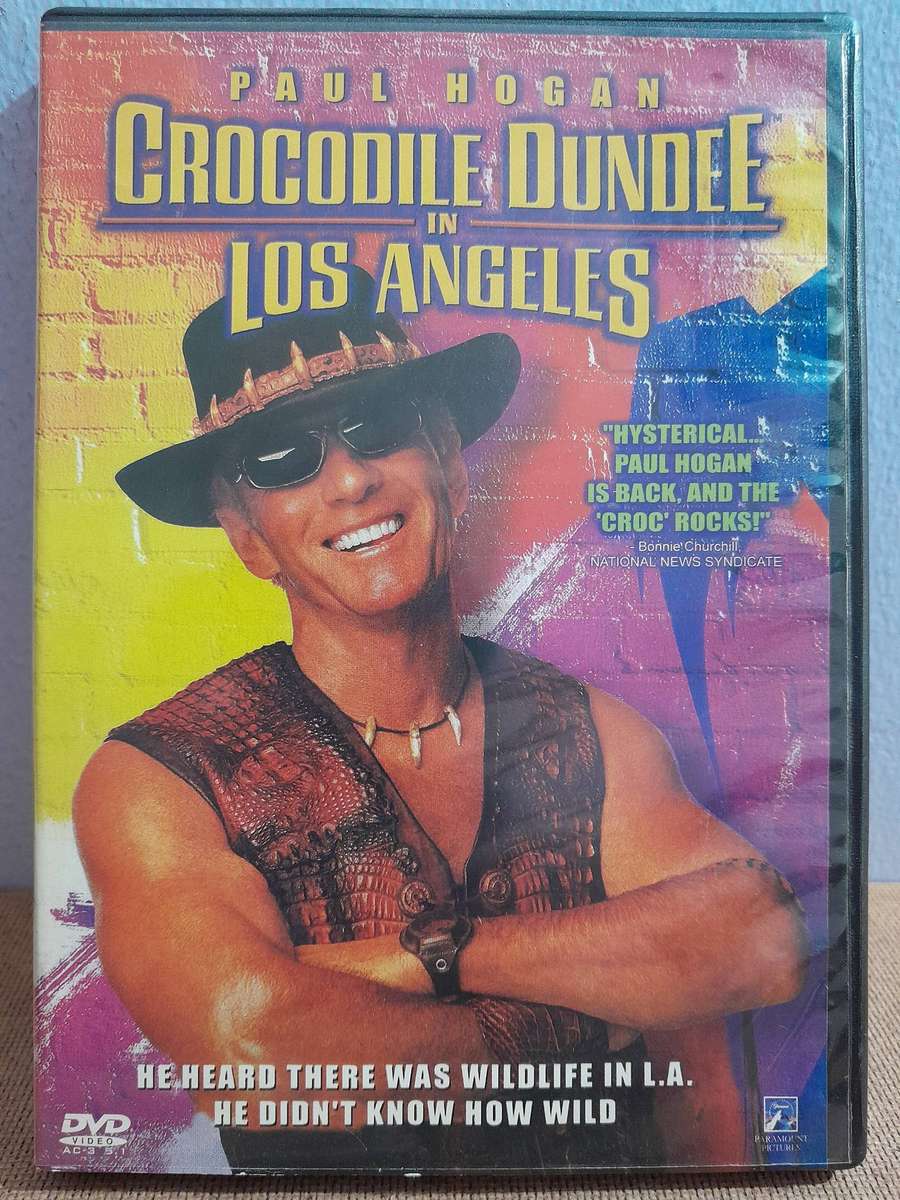 PAUL HOGAN
CROCODILE DUNDEE™
IN
LOS ANGELES
"HYSTERICAL...
PAUL HOGAN
IS BACK, AND THE
'CROC' ROCKS!"
- Bonnie Churchill,
NATIONAL NEWS SYNDICATE
HE HEARD THERE WAS WILDLIFE IN L.A.
HE DIDN'T KNOW HOW WILD
DVD
VIDEO
AC-3 5.1
PARAMOUNT
PICTURES